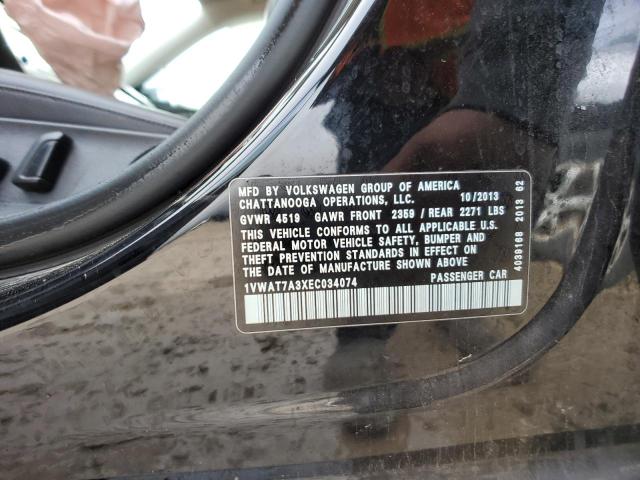 MFD BY VOLKSWAGEN GROUP OF AMERICA
CHATTANOOGA OPERATIONS, LLC. 10/2013
GVWR 4519 GAWR FRONT 2359 / REAR 2271 LBS
THIS VEHICLE CONFORMS TO ALL APPLICABLE U.S.
FEDERAL MOTOR VEHICLE SAFETY, BUMPER AND
THEFT PREVENTION STANDARDS IN EFFECT ON
THE DATE OF MANUFACTURE SHOWN ABOVE
1VWAT7A3XEC034074 PASSENGER CAR
4039168 2013 62